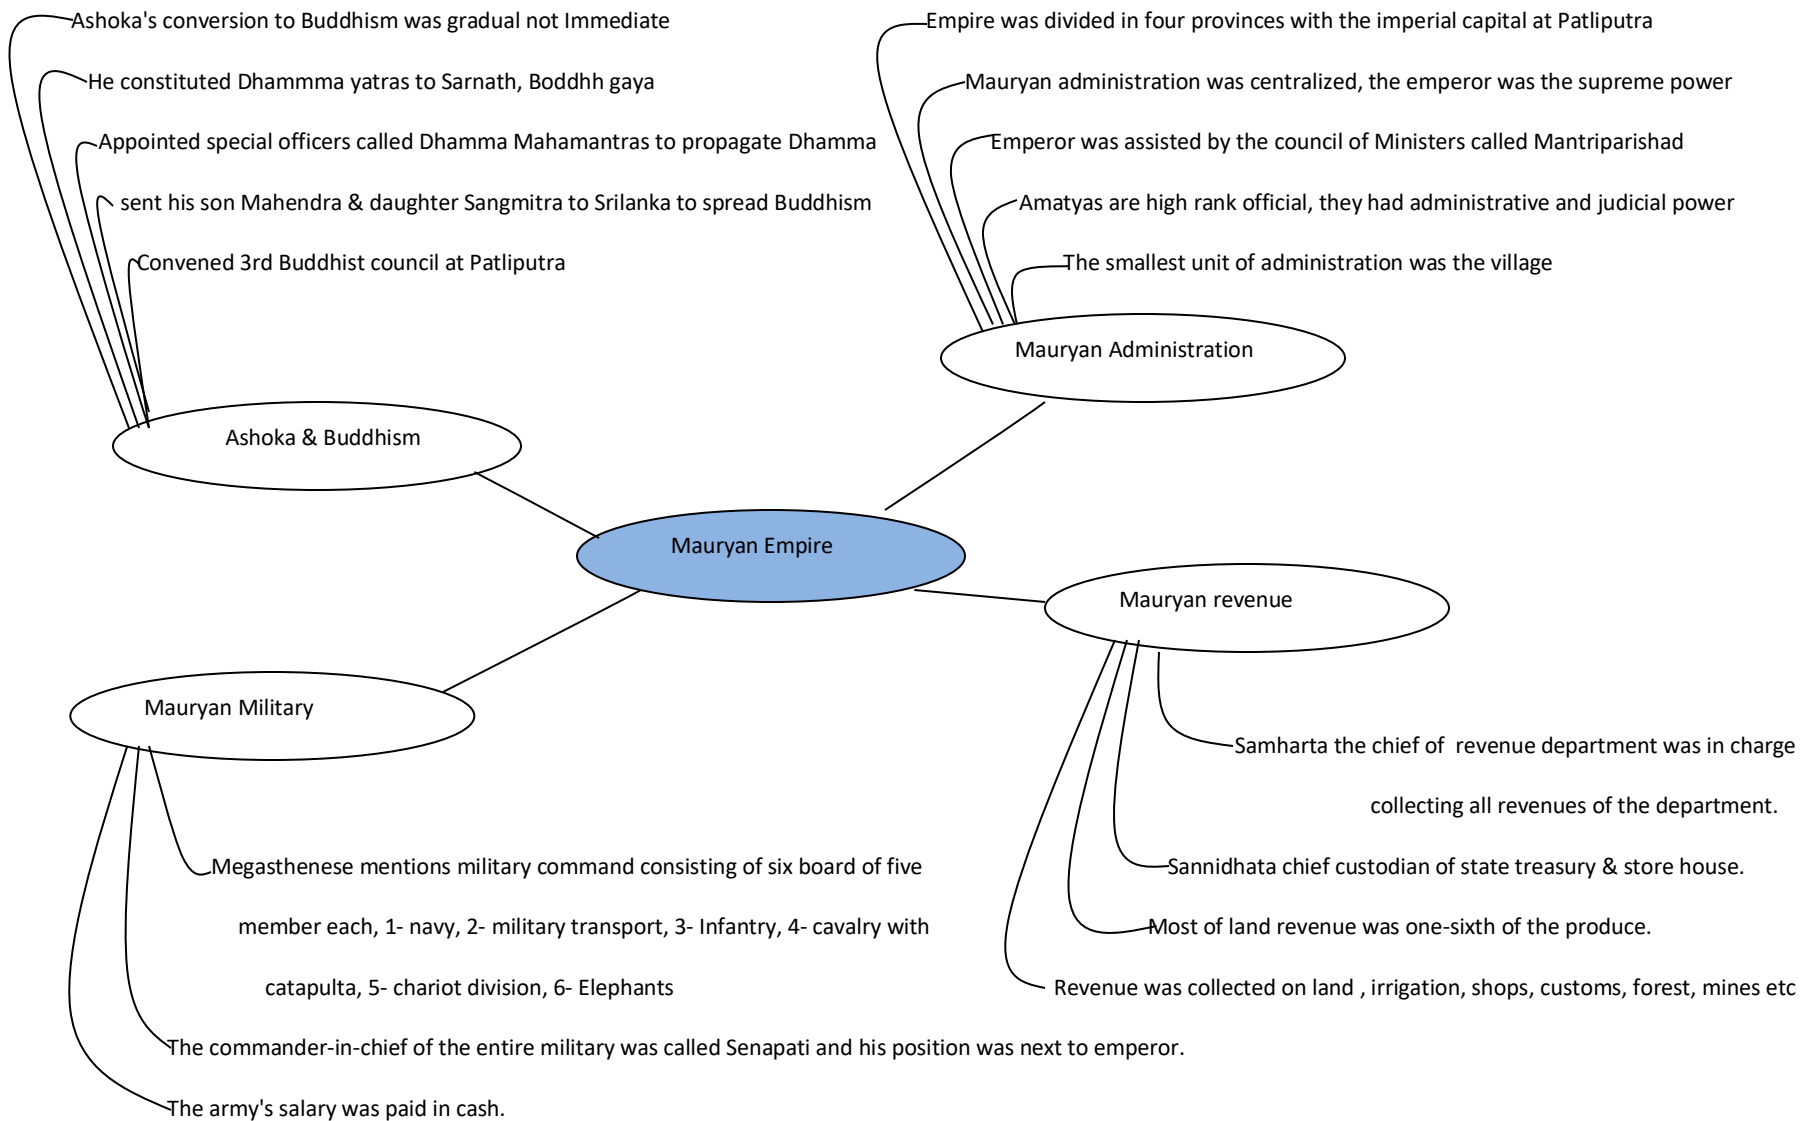 Ashoka's conversion to Buddhism was gradual not Immediate
He constituted Dhammma yatras to Sarnath, Boddhh gaya
Appointed special officers called Dhamma Mahamantras to propagate Dhamma
sent his son Mahendra & daughter Sangmitra to Srilanka to spread Buddhism
Convened 3rd Buddhist council at Patliputra
Ashoka & Buddhism
Empire was divided in four provinces with the imperial capital at Patliputra
Mauryan administration was centralized, the emperor was the supreme power
Emperor was assisted by the council of Ministers called Mantriparishad
Amatyas are high rank official, they had administrative and judicial power
The smallest unit of administration was the village
Mauryan Administration
Mauryan Empire
Mauryan revenue
Samharta the chief of  revenue department was in charge
collecting all revenues of the department.
Sannidhata chief custodian of state treasury & store house.
Most of land revenue was one-sixth of the produce.
Revenue was collected on land , irrigation, shops, customs, forest, mines etc
Mauryan Military
Megasthenese mentions military command consisting of six board of five
member each, 1- navy, 2- military transport, 3- Infantry, 4- cavalry with
catapulta, 5- chariot division, 6- Elephants
The commander-in-chief of the entire military was called Senapati and his position was next to emperor.
The army's salary was paid in cash.